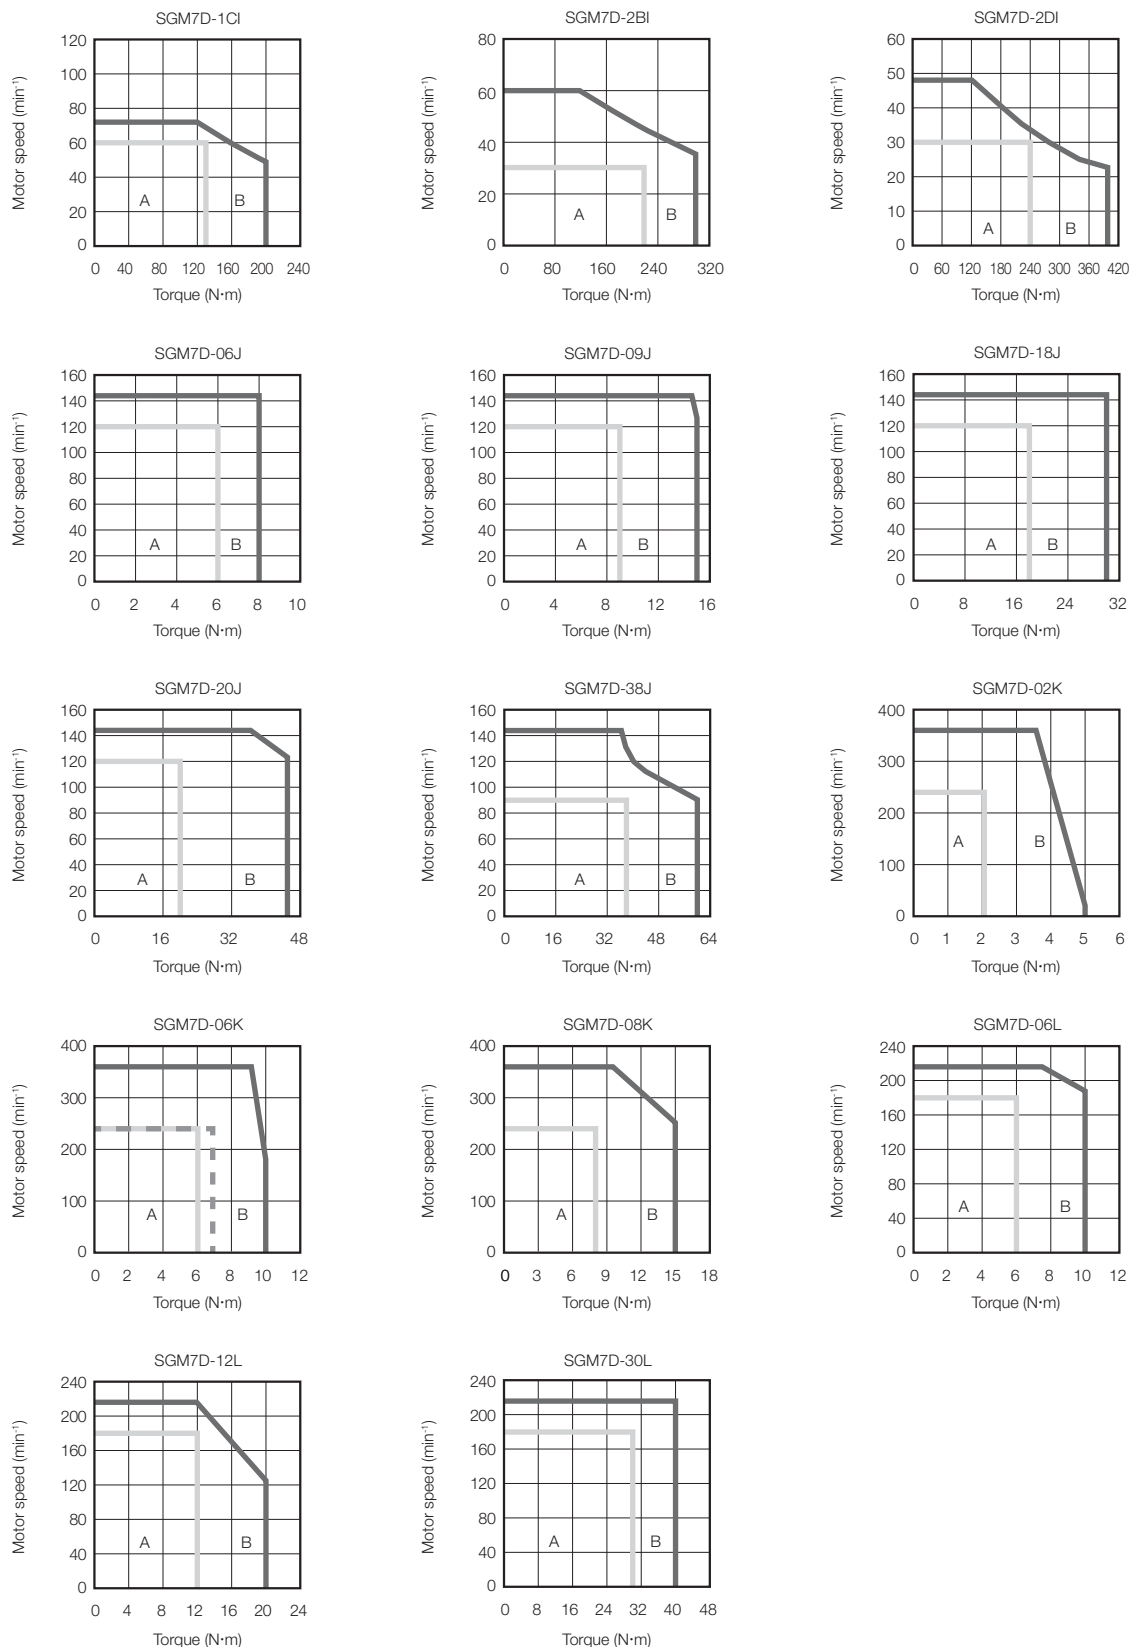 SGM7D-1CI
Motor speed (min⁻¹)
120
100
80
60
40
20
0
A
B
0 40 80 120 160 200 240
Torque (N·m)
SGM7D-2BI
Motor speed (min⁻¹)
80
60
40
20
0
A
B
0 80 160 240 320
Torque (N·m)
SGM7D-2DI
Motor speed (min⁻¹)
60
50
40
30
20
10
0
A
B
0 60 120 180 240 300 360 420
Torque (N·m)
SGM7D-06J
Motor speed (min⁻¹)
160
140
120
100
80
60
40
20
0
A
B
0 2 4 6 8 10
Torque (N·m)
SGM7D-09J
Motor speed (min⁻¹)
160
140
120
100
80
60
40
20
0
A
B
0 4 8 12 16
Torque (N·m)
SGM7D-18J
Motor speed (min⁻¹)
160
140
120
100
80
60
40
20
0
A
B
0 8 16 24 32
Torque (N·m)
SGM7D-20J
Motor speed (min⁻¹)
160
140
120
100
80
60
40
20
0
A
B
0 16 32 48
Torque (N·m)
SGM7D-38J
Motor speed (min⁻¹)
160
140
120
100
80
60
40
20
0
A
B
0 16 32 48 64
Torque (N·m)
SGM7D-02K
Motor speed (min⁻¹)
400
300
200
100
0
A
B
0 1 2 3 4 5 6
Torque (N·m)
SGM7D-06K
Motor speed (min⁻¹)
400
300
200
100
0
A
B
0 2 4 6 8 10 12
Torque (N·m)
SGM7D-08K
Motor speed (min⁻¹)
400
300
200
100
0
A
B
0 3 6 9 12 15 18
Torque (N·m)
SGM7D-06L
Motor speed (min⁻¹)
240
200
160
120
80
40
0
A
B
0 2 4 6 8 10 12
Torque (N·m)
SGM7D-12L
Motor speed (min⁻¹)
240
200
160
120
80
40
0
A
B
0 4 8 12 16 20 24
Torque (N·m)
SGM7D-30L
Motor speed (min⁻¹)
240
200
160
120
80
40
0
A
B
0 8 16 24 32 40 48
Torque (N·m)